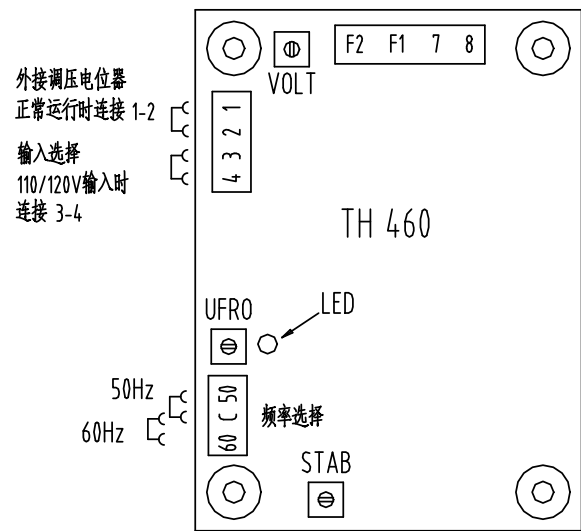 F2 F1 7 8
VOLT
外接调压电位器
正常运行时连接 1-2
1
2
3
4
输入选择
110/120V输入时
连接 3-4
TH 460
UFRO
LED
50Hz
60Hz
60 C 50
频率选择
STAB